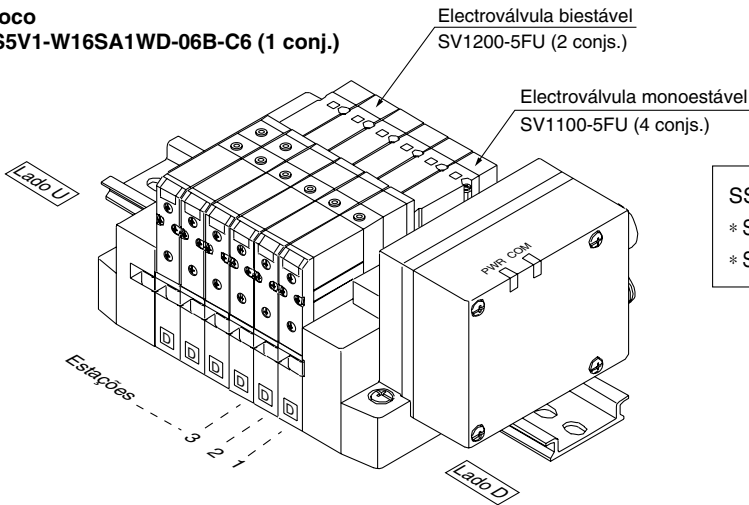 oco
S5V1-W16SA1WD-06B-C6 (1 conj.)
Electroválvula biestável
SV1200-5FU (2 conjs.)
Electroválvula monoestável
SV1100-5FU (4 conjs.)
Lado U
SS
* S
* S
PWR COM
D D D D D D
Estações
3 2 1
Lado D